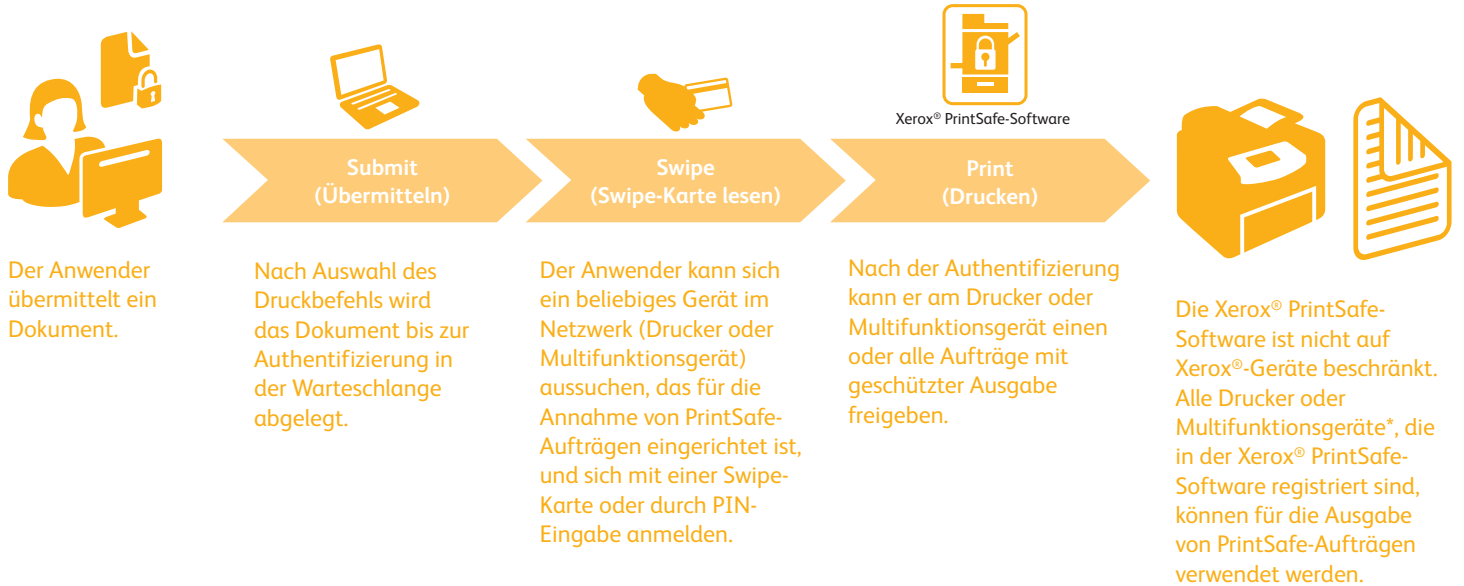 Xerox® PrintSafe-Software
Submit
(Übermitteln)
Swipe
(Swipe-Karte lesen)
Print
(Drucken)
Der Anwender
übermittelt ein
Dokument.
Nach Auswahl des
Druckbefehls wird
das Dokument bis zur
Authentifizierung in
der Warteschlange
abgelegt.
Der Anwender kann sich
ein beliebiges Gerät im
Netzwerk (Drucker oder
Multifunktionsgerät)
aussuchen, das für die
Annahme von PrintSafe-
Aufträgen eingerichtet ist,
und sich mit einer Swipe-
Karte oder durch PIN-
Eingabe anmelden.
Nach der Authentifizierung
kann er am Drucker oder
Multifunktionsgerät einen
oder alle Aufträge mit
geschützter Ausgabe
freigeben.
Die Xerox® PrintSafe-
Software ist nicht auf
Xerox®-Geräte beschränkt.
Alle Drucker oder
Multifunktionsgeräte*, die
in der Xerox® PrintSafe-
Software registriert sind,
können für die Ausgabe
von PrintSafe-Aufträgen
verwendet werden.